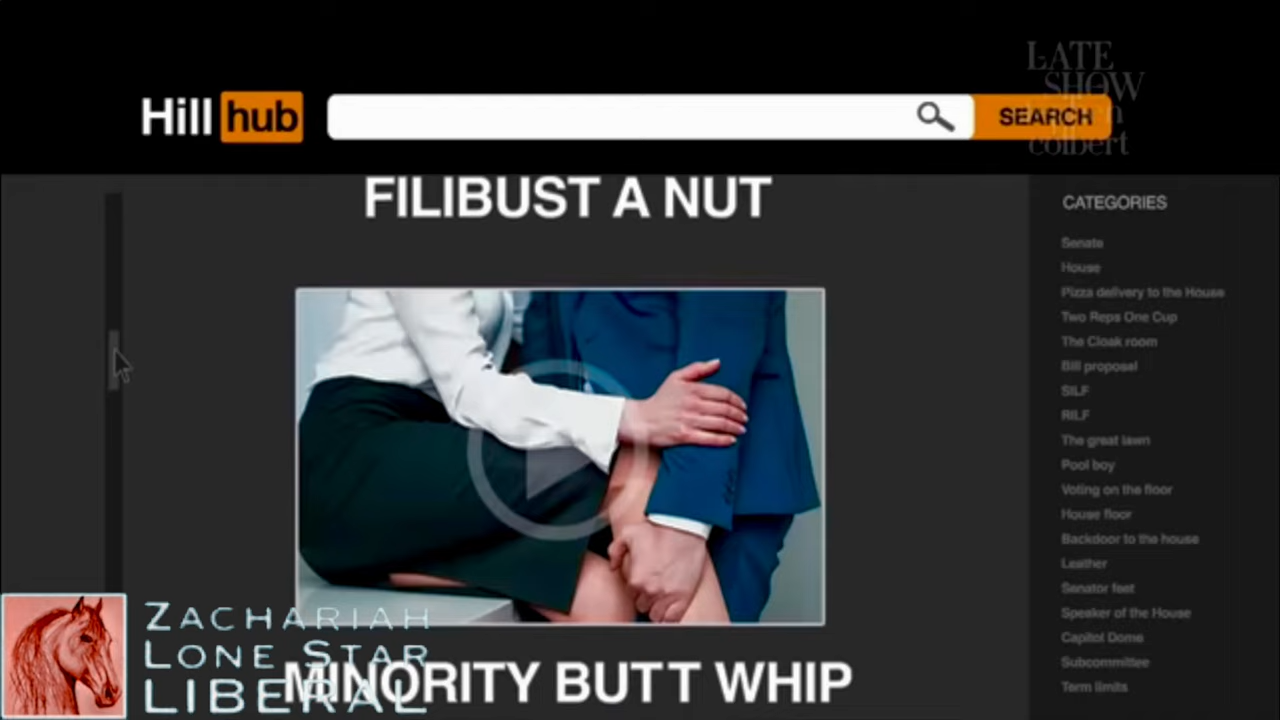 LATE
SHOW
colbert
Hill hub
SEARCH
FILIBUST A NUT
CATEGORIES
Senate
House
Pizza delivery to the House
Two Reps One Cup
The Cloak room
Bill proposal
SILF
RILF
The great lawn
Pool boy
Voting on the floor
House floor
Backdoor to the house
Leather
Senator feet
Speaker of the House
Capitol Dome
Subcommittee
Term limits
ZACHARIAH
LONE STAR
LIBERAL
MINORITY BUTT WHIP